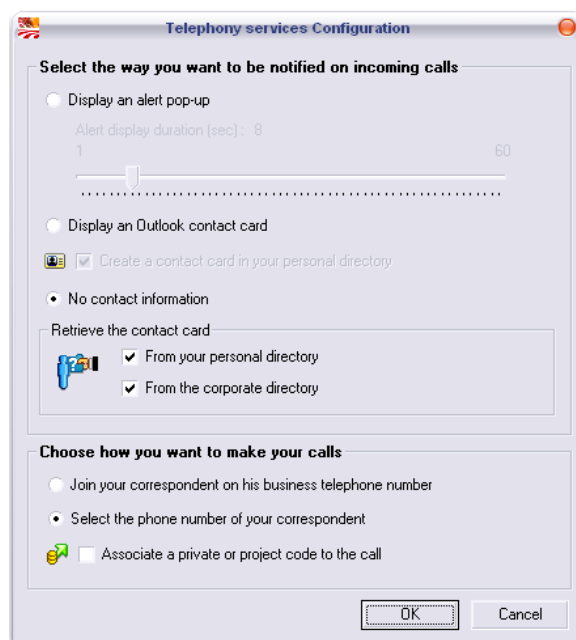 Telephony services Configuration
Select the way you want to be notified on incoming calls
Display an alert pop-up
Alert display duration (sec) : 8
1 60
Display an Outlook contact card
Create a contact card in your personal directory
No contact information
Retrieve the contact card
From your personal directory
From the corporate directory
Choose how you want to make your calls
Join your correspondent on his business telephone number
Select the phone number of your correspondent
Associate a private or project code to the call
OK Cancel